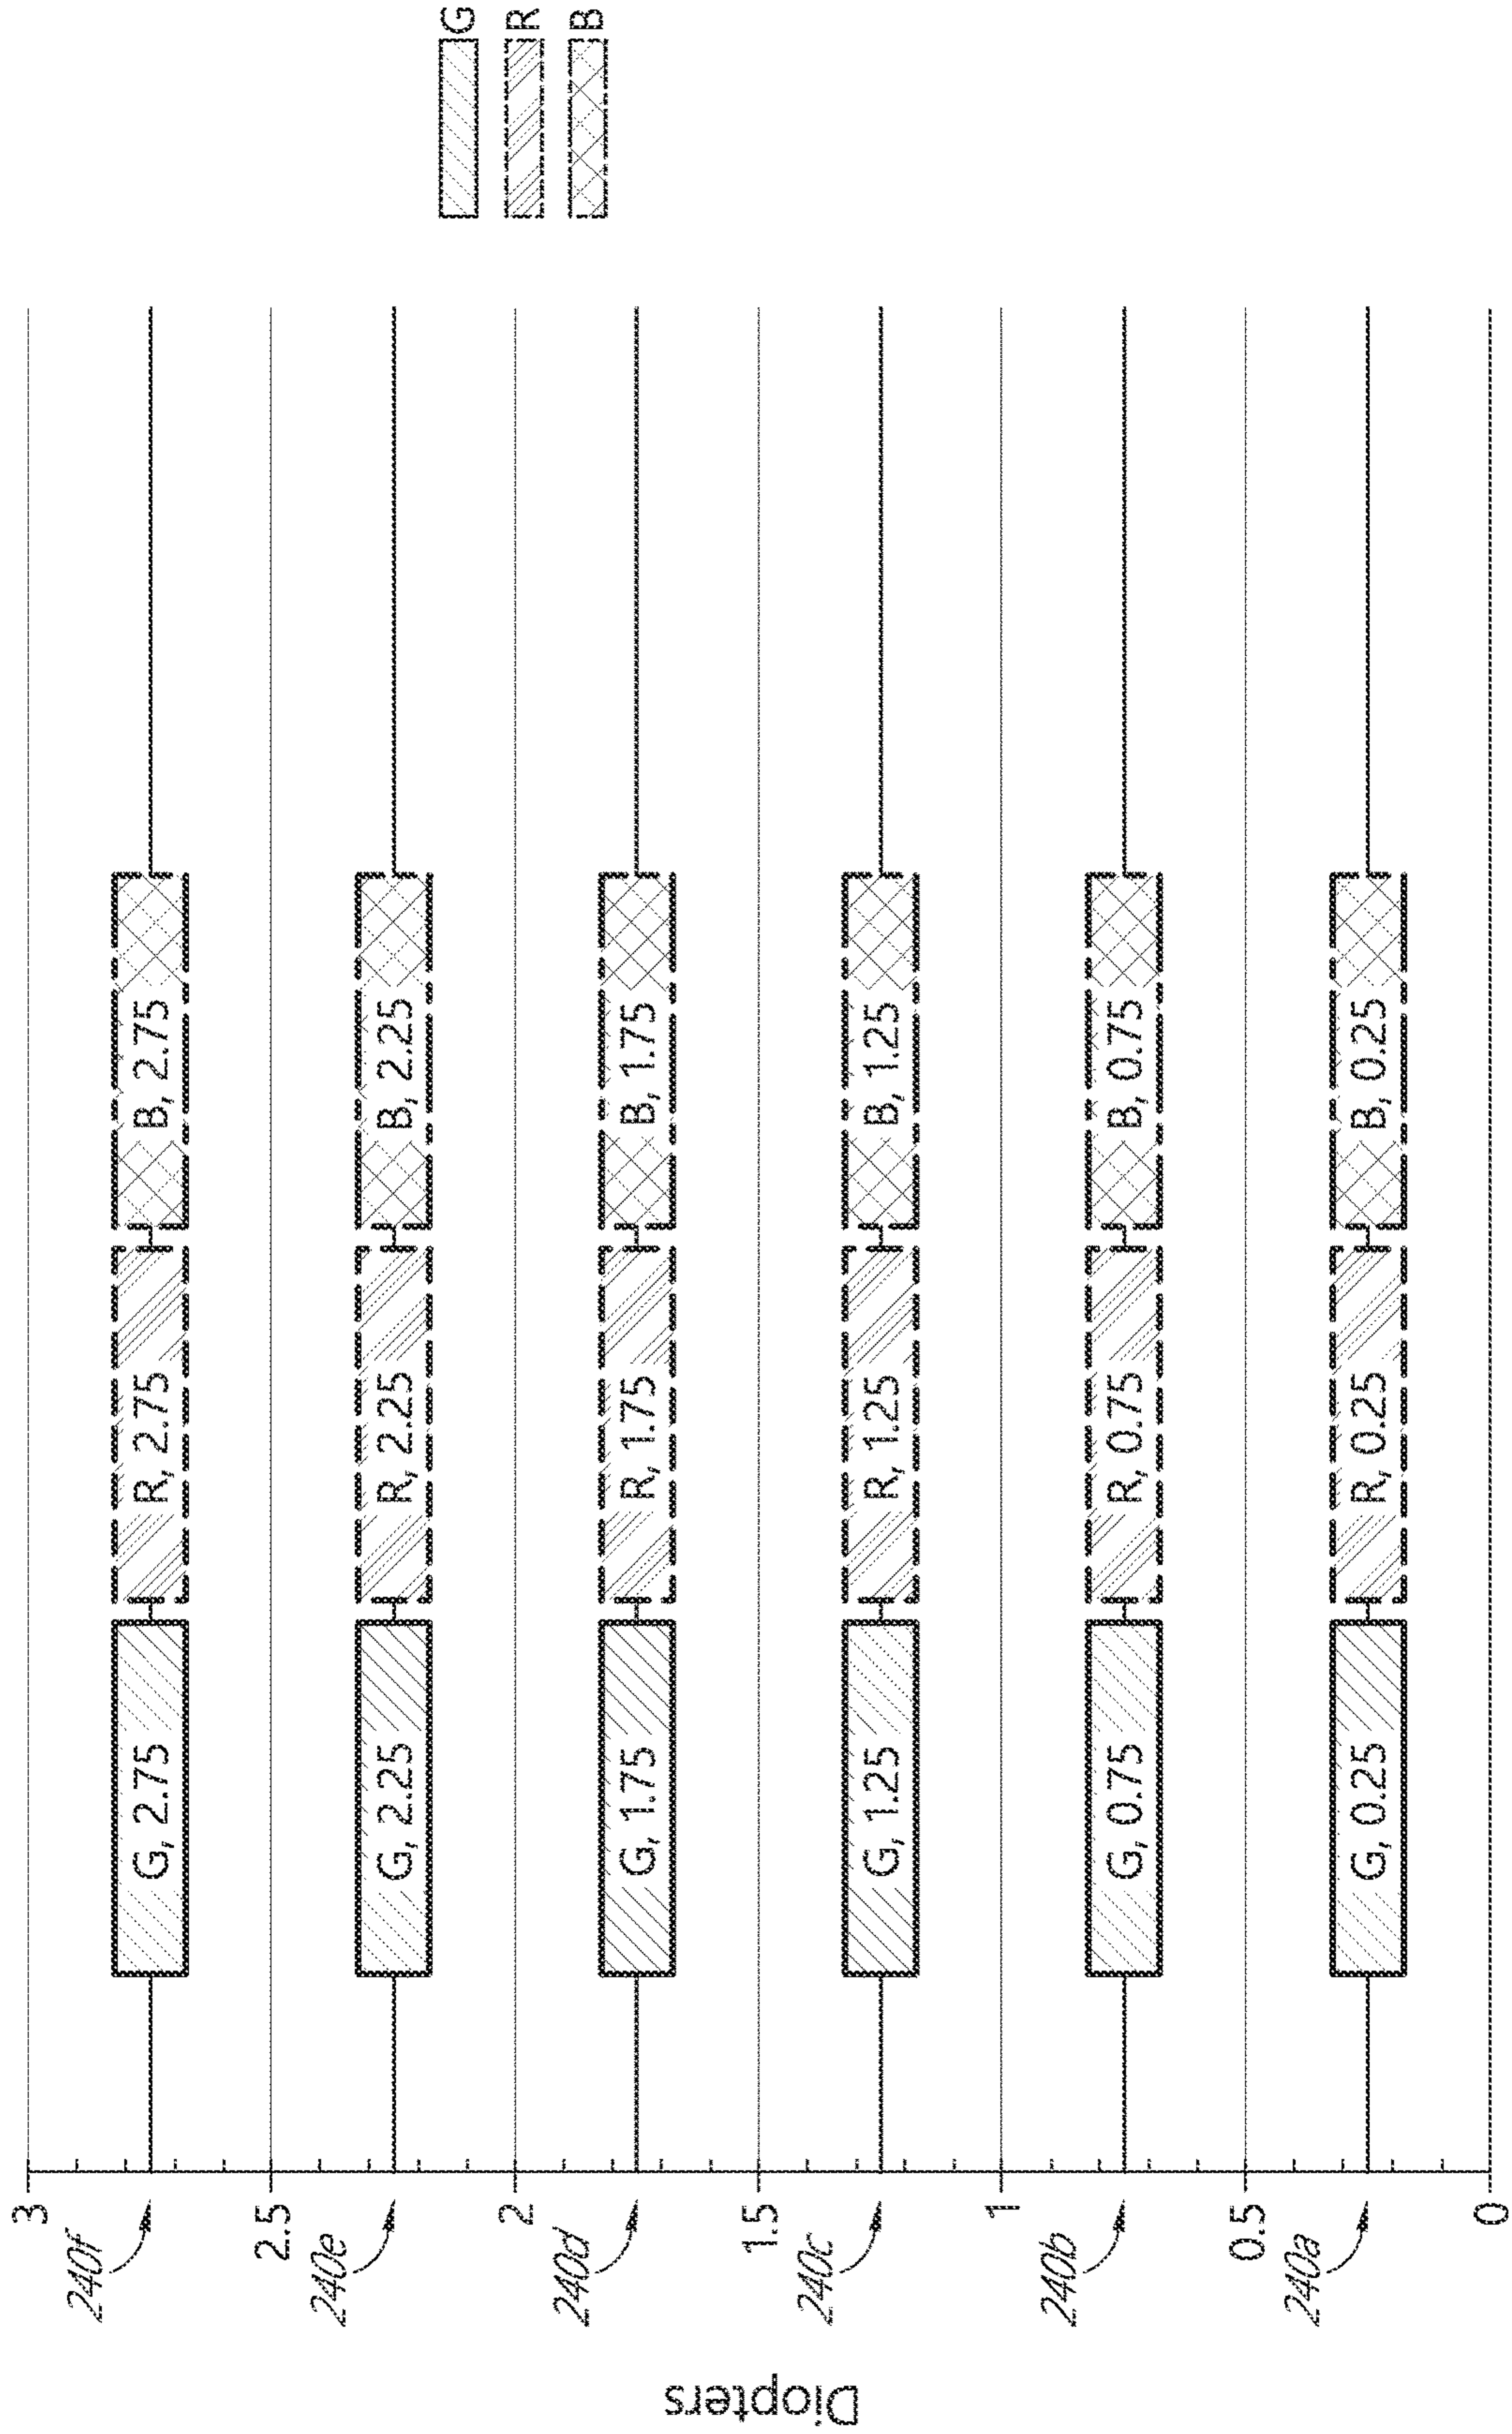 Diopters
3
240f
G, 2.75
R, 2.75
B, 2.75
2.5
240e
G, 2.25
R, 2.25
B, 2.25
2
240d
G, 1.75
R, 1.75
B, 1.75
1.5
240c
G, 1.25
R, 1.25
B, 1.25
1
240b
G, 0.75
R, 0.75
B, 0.75
0.5
240a
G, 0.25
R, 0.25
B, 0.25
0
G
R
B